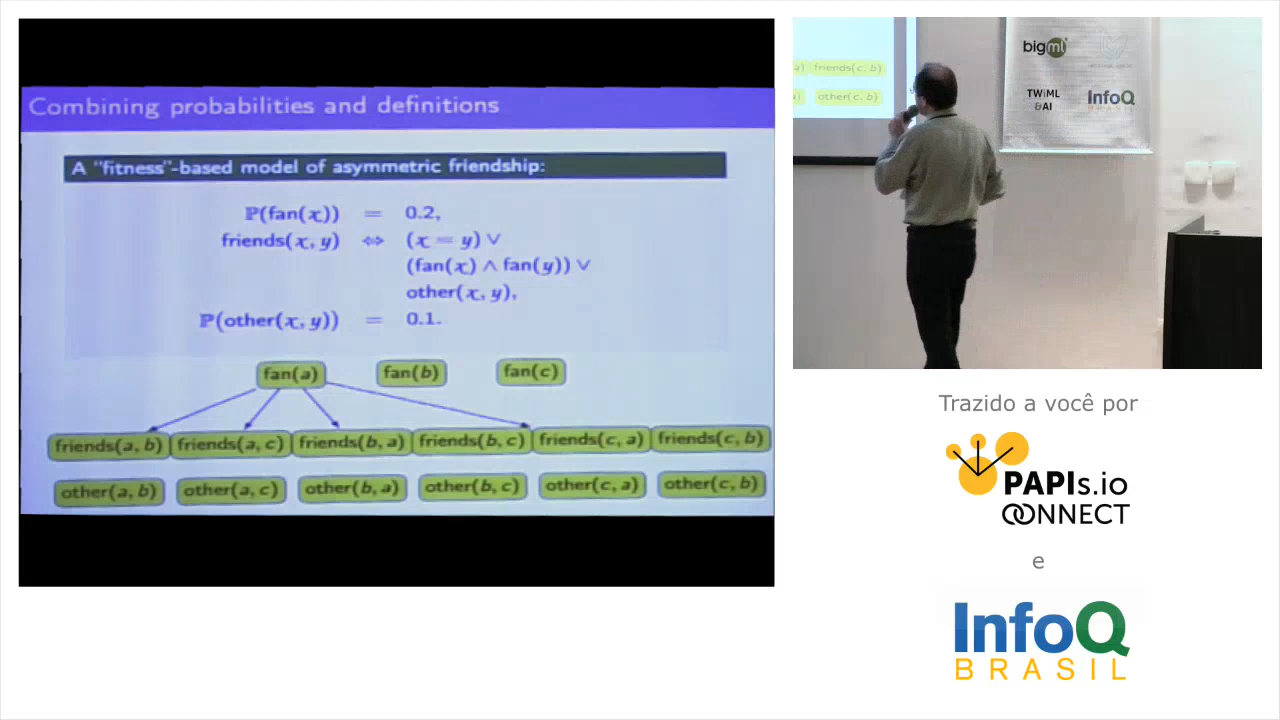 Combining probabilities and definitions
A "fitness"-based model of asymmetric friendship:
ℙ(fan(x)) = 0.2,
friends(x, y) ⇔ (x = y) ∨
(fan(x) ∧ fan(y)) ∨
other(x, y),
ℙ(other(x, y)) = 0.1.
fan(a) fan(b) fan(c)
friends(a, b) friends(a, c) friends(b, a) friends(b, c) friends(c, a) friends(c, b)
other(a, b) other(a, c) other(b, a) other(b, c) other(c, a) other(c, b)
a) friends(c, b)
a) other(c, b)
bigml
TWiML
&AI
InfoQ
BRASIL
Trazido a você por
PAPIs.io
CONNECT
e
InfoQ
BRASIL